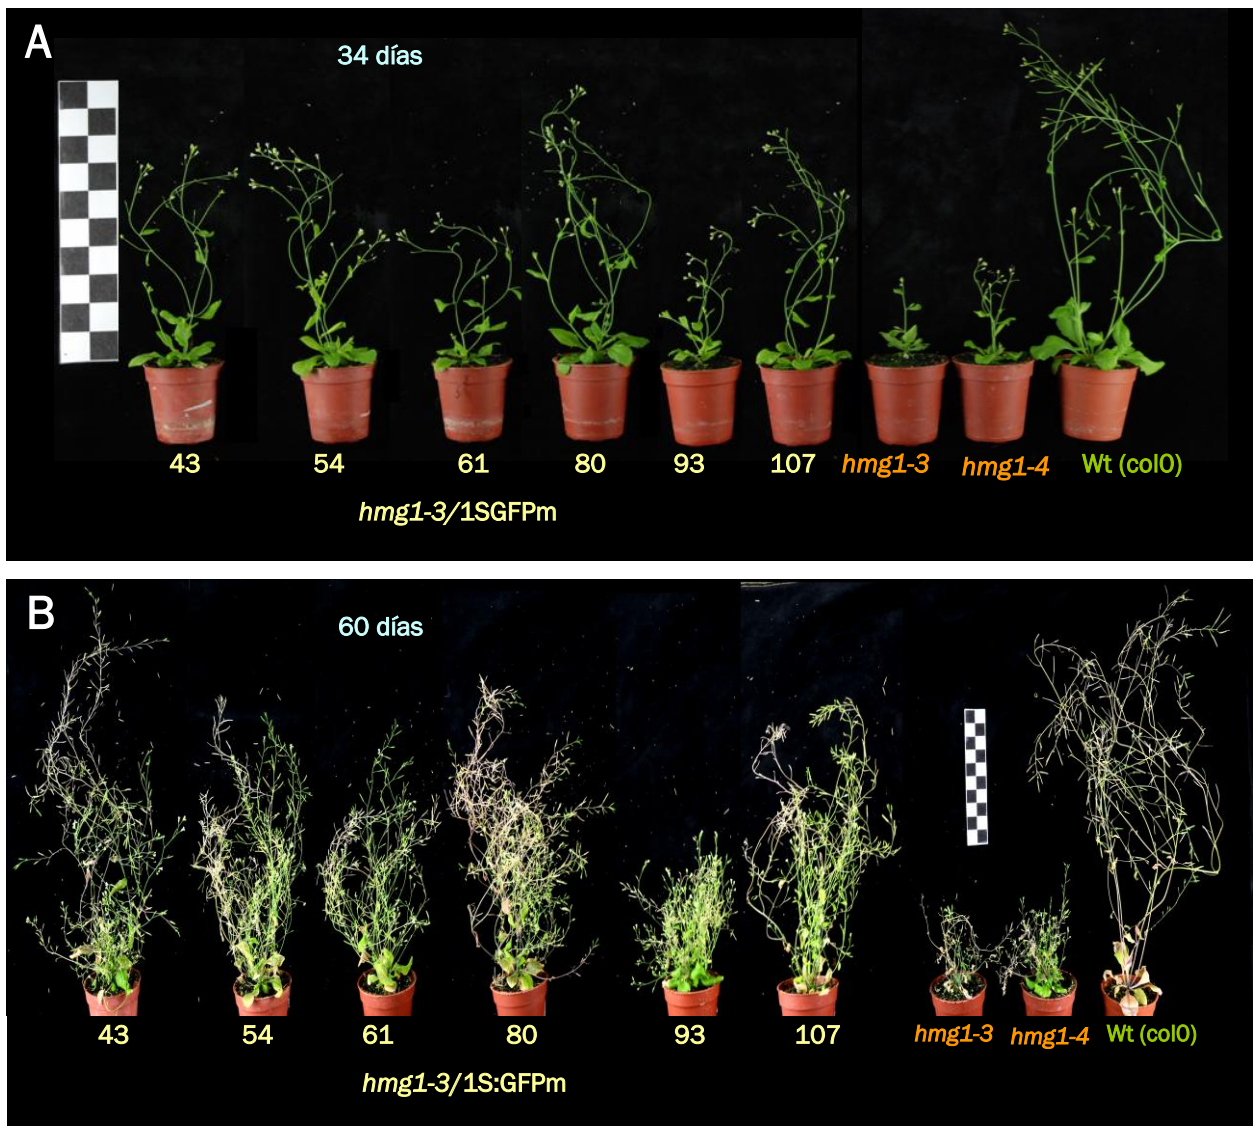 A
34 días
43 54 61 80 93 107 hmg1-3 hmg1-4 Wt (col0)
hmg1-3/1SGFPm
B
60 días
43 54 61 80 93 107 hmg1-3 hmg1-4 Wt (col0)
hmg1-3/1S:GFPm